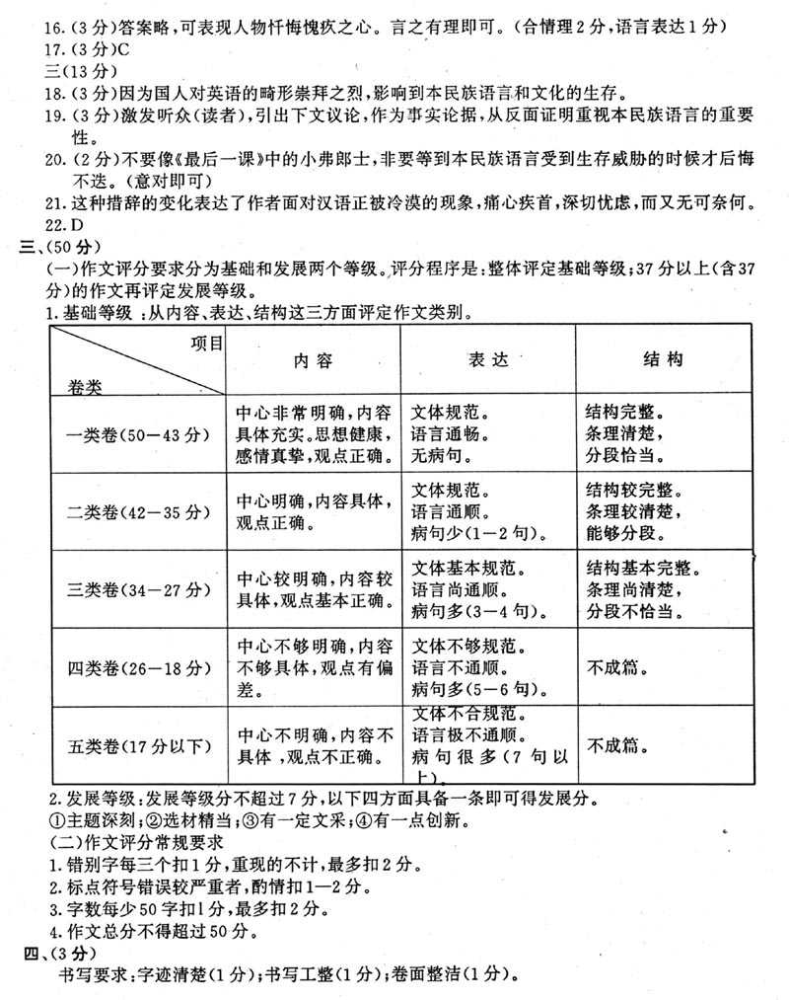 16.(3分)答案略,可表现人物忏悔愧疚之心。言之有理即可。(合情理2分,语言表达1分)
17.(3分)C
三(13分)
18.(3分)因为国人对英语的畸形崇拜之烈,影响到本民族语言和文化的生存。
19.(3分)激发听众(读者),引出下文议论,作为事实论据,从反面证明重视本民族语言的重要
性。
20.(2分)不要像《最后一课》中的小弗郎士,非要等到本民族语言受到生存威胁的时候才后悔
不迭。(意对即可)
21.这种措辞的变化表达了作者面对汉语正被冷漠的现象,痛心疾首,深切忧虑,而又无可奈何。
22.D
三、(50分)
(一)作文评分要求分为基础和发展两个等级。评分程序是:整体评定基础等级;37分以上(含37
分)的作文再评定发展等级。
1.基础等级:从内容、表达、结构这三方面评定作文类别。
项目
卷类
内容
表达
结构
一类卷(50-43分)
中心非常明确,内容
具体充实。思想健康,
感情真挚,观点正确。
文体规范。
语言通畅。
无病句。
结构完整。
条理清楚,
分段恰当。
二类卷(42-35分)
中心明确,内容具体,
观点正确。
文体规范。
语言通顺。
病句少(1-2句)。
结构较完整。
条理较清楚,
能够分段。
三类卷(34-27分)
中心较明确,内容较
具体,观点基本正确。
文体基本规范。
语言尚通顺。
病句多(3-4句)。
结构基本完整。
条理尚清楚,
分段不恰当。
四类卷(26-18分)
中心不够明确,内容
不够具体,观点有偏
差。
文体不够规范。
语言不通顺。
病句多(5-6句)。
不成篇。
五类卷(17分以下)
中心不明确,内容不
具体,观点不正确。
文体不合规范。
语言极不通顺。
病句很多(7句以
上)。
不成篇。
2.发展等级:发展等级分不超过7分,以下四方面具备一条即可得发展分。
①主题深刻;②选材精当;③有一定文采;④有一点创新。
(二)作文评分常规要求
1.错别字每三个扣1分,重现的不计,最多扣2分。
2.标点符号错误较严重者,酌情扣1—2分。
3.字数每少50字扣1分,最多扣2分。
4.作文总分不得超过50分。
四、(3分)
书写要求:字迹清楚(1分);书写工整(1分);卷面整洁(1分)。